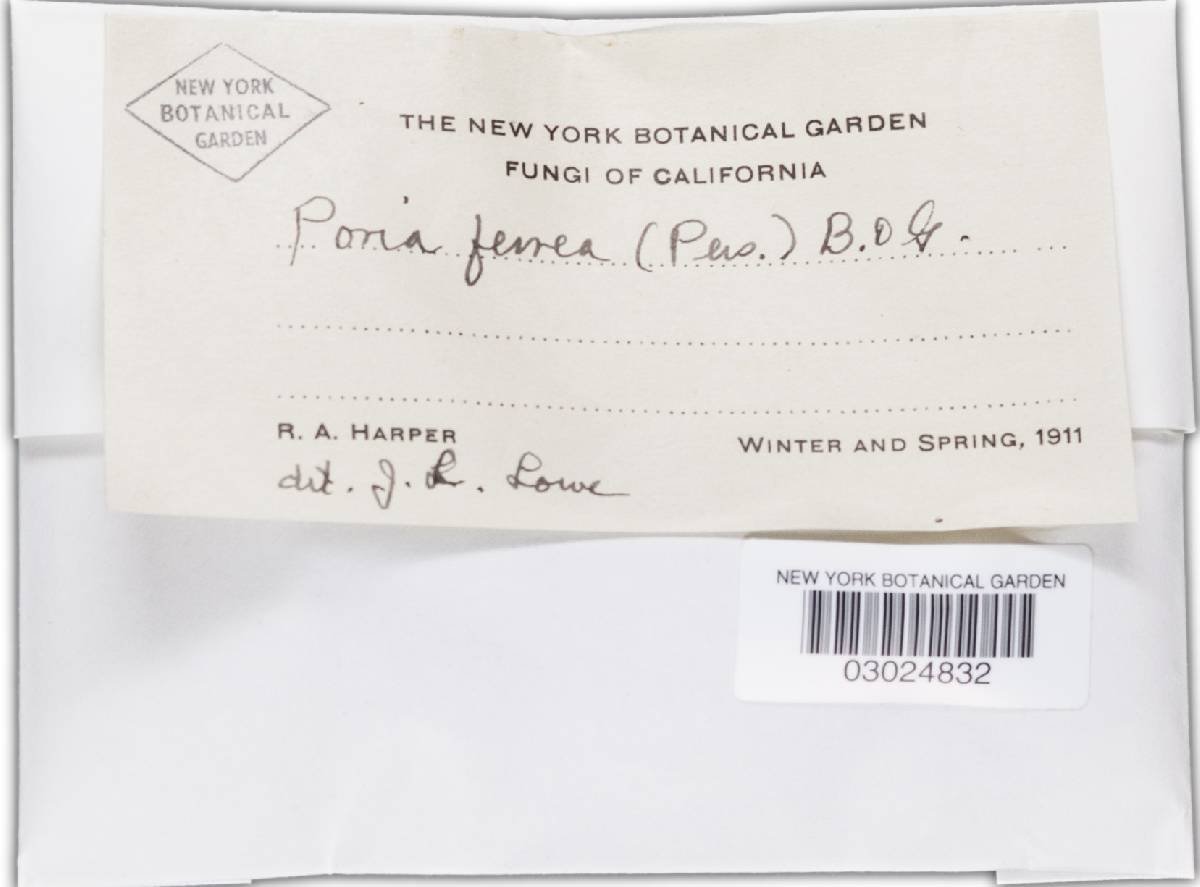 NEW YORK
BOTANICAL
GARDEN
THE NEW YORK BOTANICAL GARDEN
FUNGI OF CALIFORNIA
Poria ferrea (Pers.) B. & G.
R. A. HARPER
WINTER AND SPRING, 1911
det. J. L. Lowe
NEW YORK BOTANICAL GARDEN
03024832